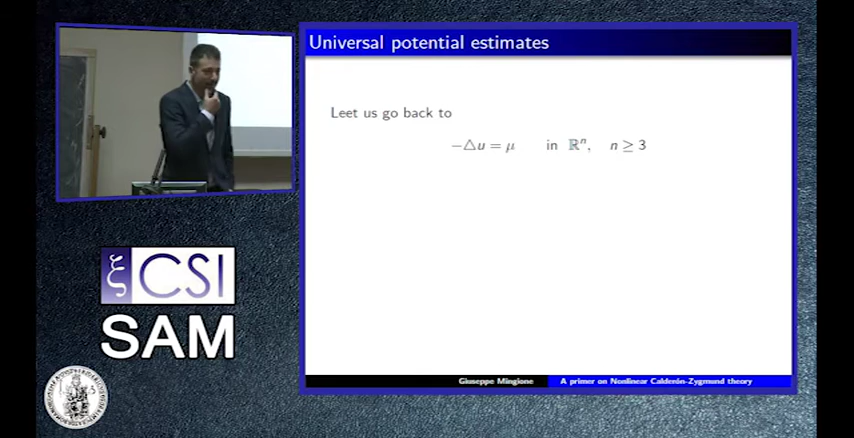 Universal potential estimates
Leet us go back to
−△u = μ in ℝⁿ, n ≥ 3
ξ CSI
SAM
Giuseppe Mingione A primer on Nonlinear Calderón-Zygmund theory